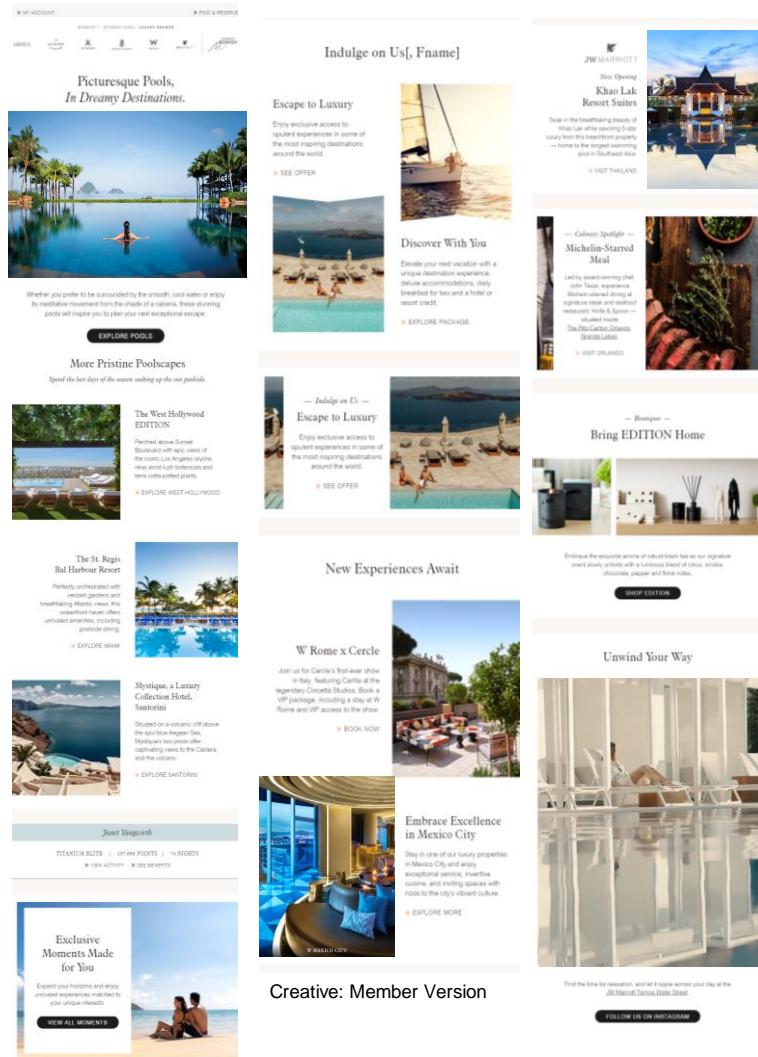 MY ACCOUNT
FIND & RESERVE
MARRIOTT INTERNATIONAL LUXURY BRANDS
Picturesque Pools,
In Dreamy Destinations.
Whether you prefer to be surrounded by the smooth, cool water or enjoy
its meditative movement from the shade of a cabana, these stunning
pools will inspire you to plan your next exceptional escape.
EXPLORE POOLS
More Pristine Poolscapes
Spend the last days of the season soaking up the sun poolside.
The West Hollywood
EDITION
Perched above Sunset
Boulevard with epic views of
the iconic Los Angeles skyline,
relax amid lush botanicals and
terra cotta-potted plants.
» EXPLORE WEST HOLLYWOOD
The St. Regis
Bal Harbour Resort
Perfectly orchestrated with
verdant gardens and
breathtaking Atlantic views, this
oceanfront haven offers
unrivaled amenities, including
poolside dining.
» EXPLORE MIAMI
Mystique, a Luxury
Collection Hotel,
Santorini
Situated on a volcanic cliff above
the azul blue Aegean Sea,
Mystique's two pools offer
captivating views to the Caldera
and the volcano.
» EXPLORE SANTORINI
TITANIUM ELITE | 157,000 POINTS | 74 NIGHTS
VIEW ACTIVITY
SEE BENEFITS
Exclusive
Moments Made
for You
Expand your horizons and enjoy
unrivaled experiences matched to
your unique interests.
VIEW ALL MOMENTS
Indulge on Us[, Fname]
Escape to Luxury
Enjoy exclusive access to
opulent experiences in some of
the most inspiring destinations
around the world.
» SEE OFFER
Discover With You
Elevate your next vacation with a
unique destination experience,
deluxe accommodations, daily
breakfast for two and a hotel or
resort credit.
» EXPLORE PACKAGE
— Indulge on Us —
Escape to Luxury
Enjoy exclusive access to
opulent experiences in some of
the most inspiring destinations
around the world.
» SEE OFFER
New Experiences Await
W Rome x Cercle
Join us for Cercle's first-ever show
in Italy, featuring Carlita at the
legendary Cincettà Studios. Book a
VIP package, including a stay at W
Rome and VIP access to the show.
» BOOK NOW
W MEXICO CITY
Embrace Excellence
in Mexico City
Stay in one of our luxury properties
in Mexico City and enjoy
exceptional service, inventive
cuisine, and inviting spaces with
nods to the city's vibrant culture.
» EXPLORE MORE
Creative: Member Version
JW MARRIOTT
New Opening
Khao Lak
Resort Suites
Soak in the breathtaking beauty of
Khao Lak while savoring 5-star
luxury from this beachfront property
— home to the longest swimming
pool in Southeast Asia.
» VISIT THAILAND
— Culinary Spotlight —
Michelin-Starred
Meal
Led by award-winning chef,
John Tesar, experience
Michelin-starred dining at
signature steak and seafood
restaurant, Knife & Spoon —
situated inside
The Ritz-Carlton Orlando,
Grande Lakes.
» VISIT ORLANDO
— Boutiques —
Bring EDITION Home
Embrace the exquisite aroma of robust black tea as our signature
scent slowly unfolds with a luminous blend of citrus, smoke,
chocolate, pepper and floral notes.
SHOP EDITION
Unwind Your Way
Find the time for relaxation, and let it ripple across your day at the
JW Marriott Tampa Water Street.
FOLLOW US ON INSTAGRAM